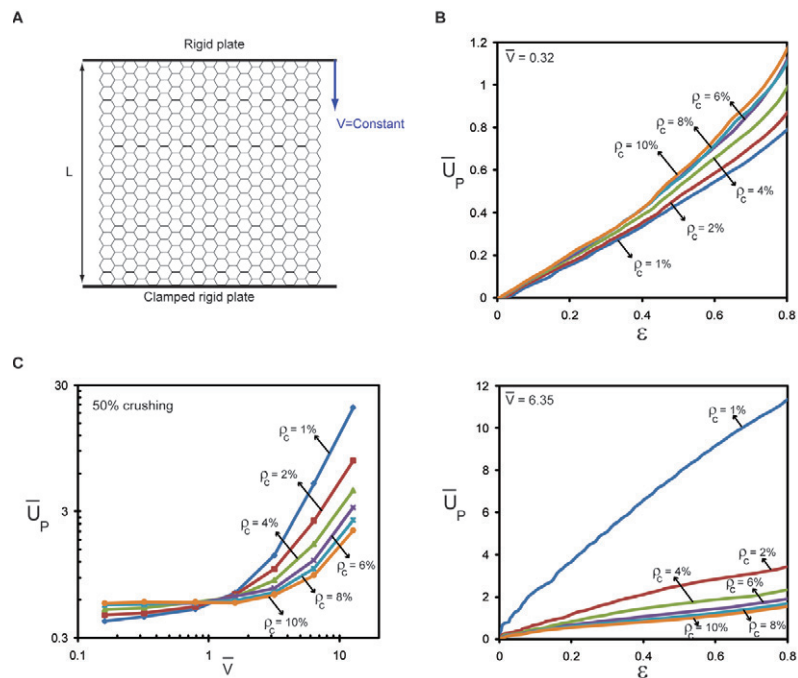 A
Rigid plate
V=Constant
L
Clamped rigid plate
B
V̅ = 0.32
1.2
1
0.8
0.6
0.4
0.2
0
U̅P
ρc = 6%
ρc = 8%
ρc = 10%
ρc = 4%
ρc = 2%
ρc = 1%
0 0.2 0.4 0.6 0.8
ε
C
50% crushing
30
3
0.3
U̅P
ρc = 1%
ρc = 2%
ρc = 4%
ρc = 6%
ρc = 8%
ρc = 10%
0.1 1 10
V̅
V̅ = 6.35
12
10
8
6
4
2
0
U̅P
ρc = 1%
ρc = 2%
ρc = 4%
ρc = 6%
ρc = 10%
ρc = 8%
0 0.2 0.4 0.6 0.8
ε